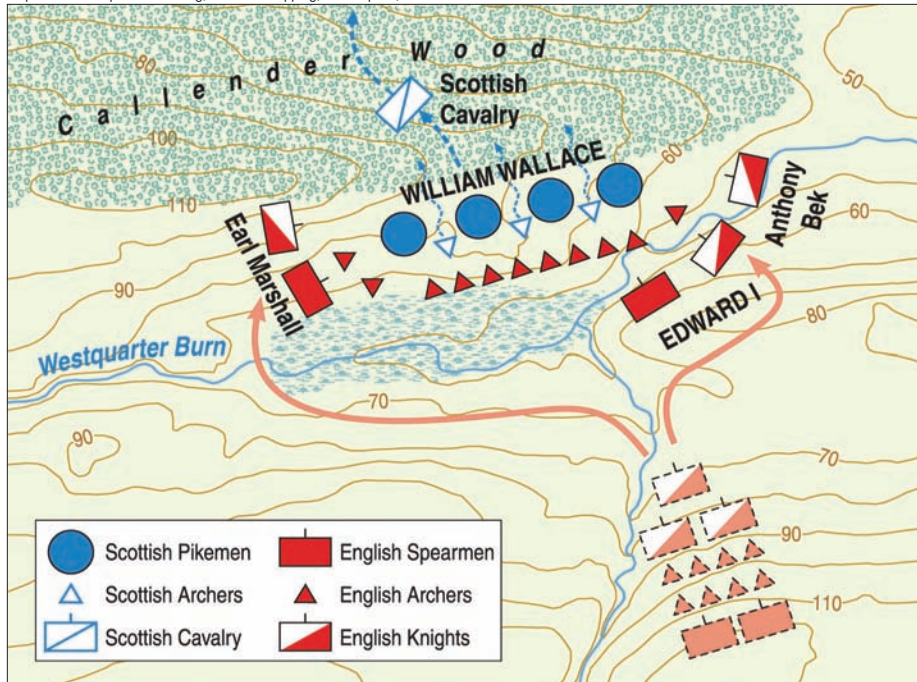 Callender Wood
50
80
Scottish
Cavalry
100
60
WILLIAM WALLACE
110
Earl Marshall
Anthony
Bek
60
90
EDWARD I
80
Westquarter Burn
70
90
70
90
110
Scottish Pikemen
English Spearmen
Scottish Archers
English Archers
Scottish Cavalry
English Knights